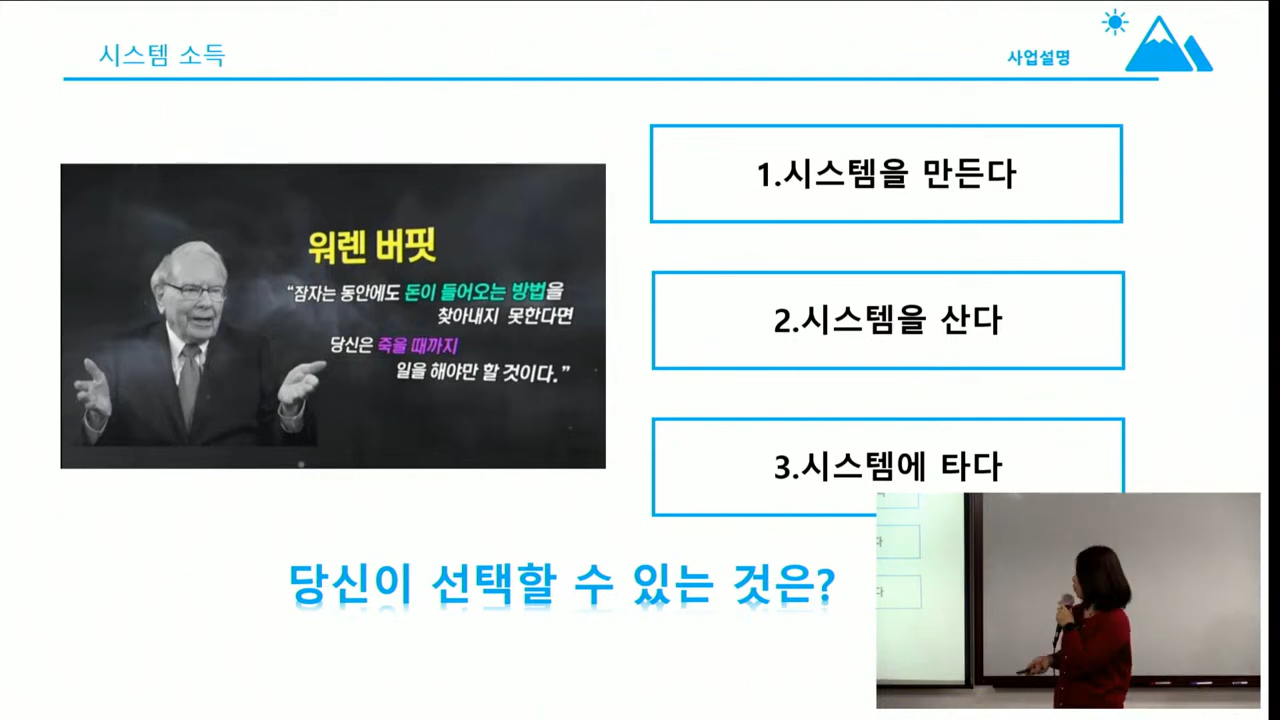 시스템 소득
사업설명
워렌 버핏
“잠자는 동안에도 돈이 들어오는 방법을
찾아내지 못한다면
당신은 죽을 때까지
일을 해야만 할 것이다.”
1.시스템을 만든다
2.시스템을 산다
3.시스템에 타다
당신이 선택할 수 있는 것은?
다
다